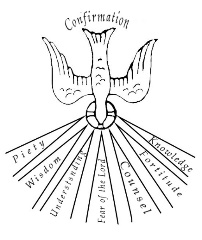 Confirmation
Piety
Wisdom
Understanding
Fear of the Lord
Counsel
Fortitude
Knowledge